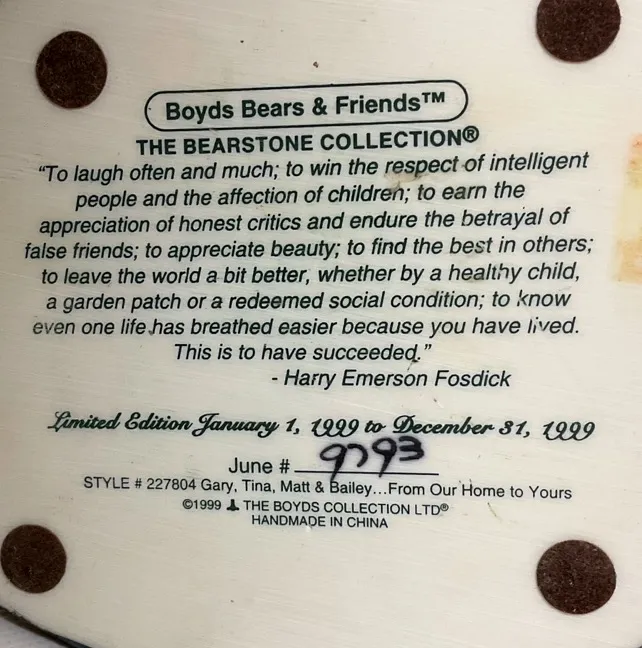 Boyds Bears & Friends™
THE BEARSTONE COLLECTION®
“To laugh often and much; to win the respect of intelligent
people and the affection of children; to earn the
appreciation of honest critics and endure the betrayal of
false friends; to appreciate beauty; to find the best in others;
to leave the world a bit better, whether by a healthy child,
a garden patch or a redeemed social condition; to know
even one life has breathed easier because you have lived.
This is to have succeeded.”
- Harry Emerson Fosdick
Limited Edition January 1, 1999 to December 31, 1999
June # 9793
STYLE # 227804 Gary, Tina, Matt & Bailey...From Our Home to Yours
©1999 THE BOYDS COLLECTION LTD®
HANDMADE IN CHINA